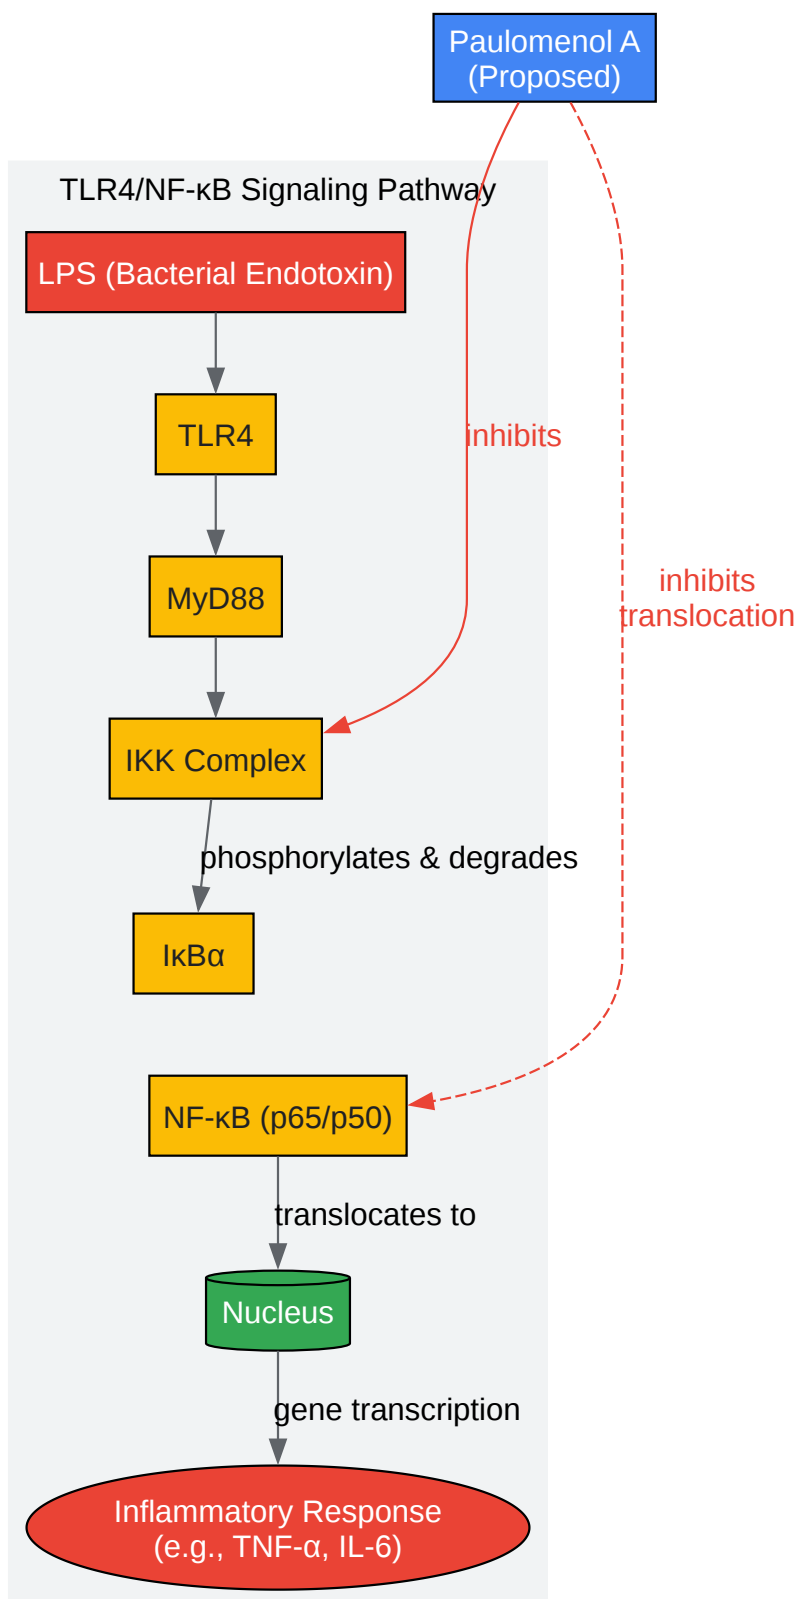 Paulomenol A
(Proposed)
TLR4/NF-κB Signaling Pathway
LPS (Bacterial Endotoxin)
TLR4
inhibits
MyD88
inhibits
translocation
IKK Complex
phosphorylates & degrades
IκBα
NF-κB (p65/p50)
translocates to
Nucleus
gene transcription
Inflammatory Response
(e.g., TNF-α, IL-6)